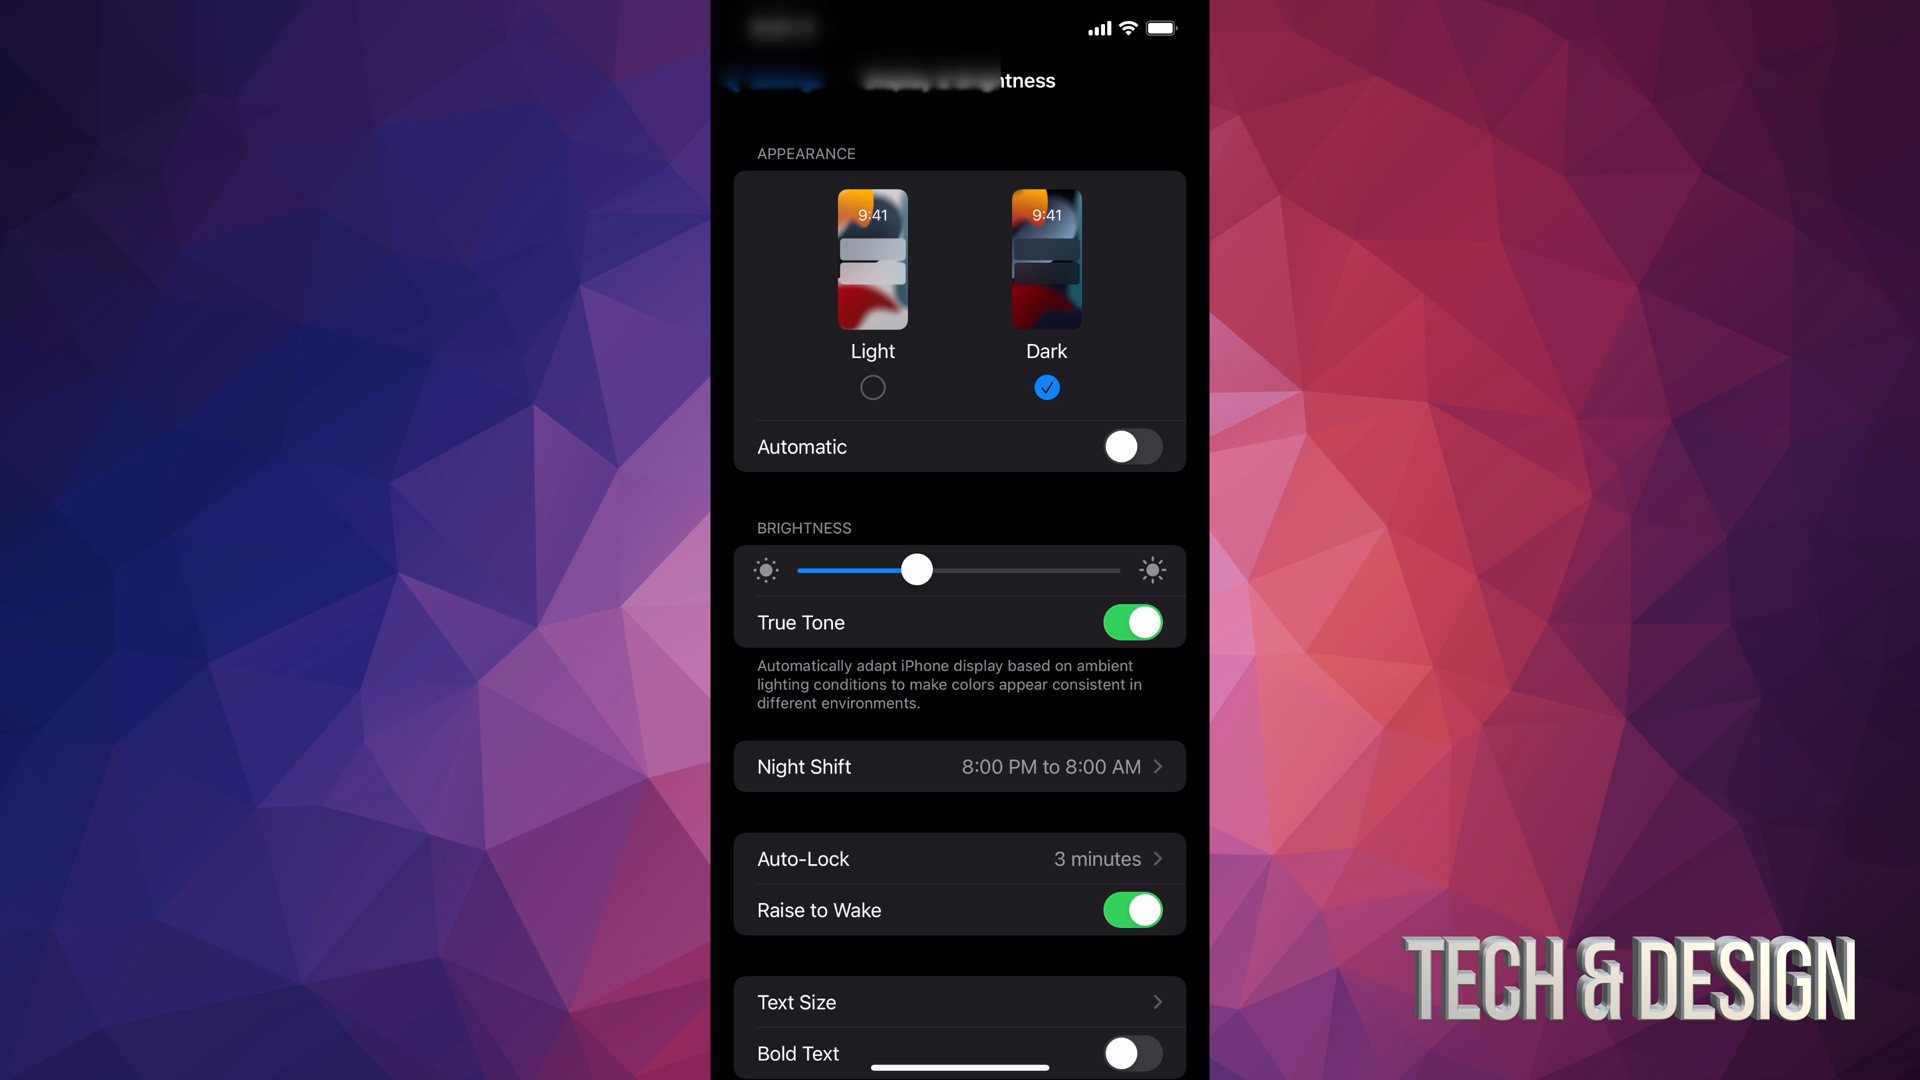 ntness
APPEARANCE
9:41
9:41
Light
Dark
Automatic
BRIGHTNESS
True Tone
Automatically adapt iPhone display based on ambient
lighting conditions to make colors appear consistent in
different environments.
Night Shift 8:00 PM to 8:00 AM
Auto-Lock 3 minutes
Raise to Wake
Text Size
Bold Text
TECH & DESIGN